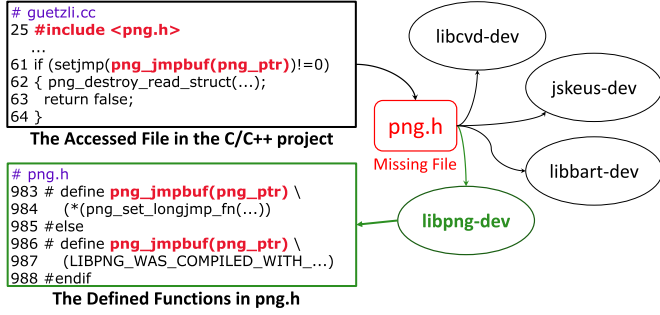 # guetzli.cc
25 #include <png.h>
...
61 if (setjmp(png_jmpbuf(png_ptr))!=0)
62 { png_destroy_read_struct(...);
63 return false;
64 }
The Accessed File in the C/C++ project
png.h
Missing File
libcvd-dev
jskeus-dev
libbart-dev
libpng-dev
# png.h
983 # define png_jmpbuf(png_ptr) \
984 (*(png_set_longjmp_fn(...))
985 #else
986 # define png_jmpbuf(png_ptr) \
987 (LIBPNG_WAS_COMPILED_WITH_...)
988 #endif
The Defined Functions in png.h